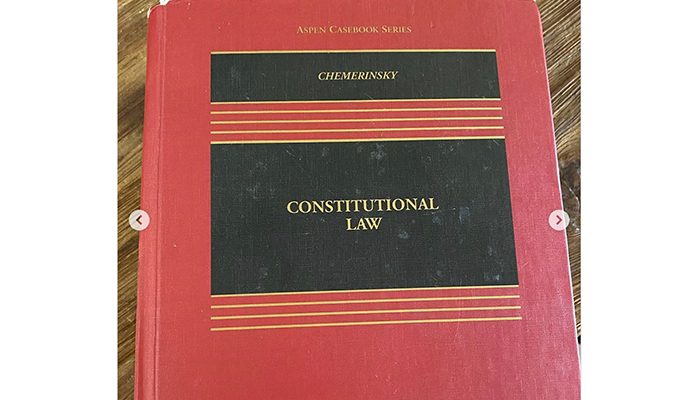 ASPEN CASEBOOK SERIES
CHEMERINSKY
CONSTITUTIONAL
LAW